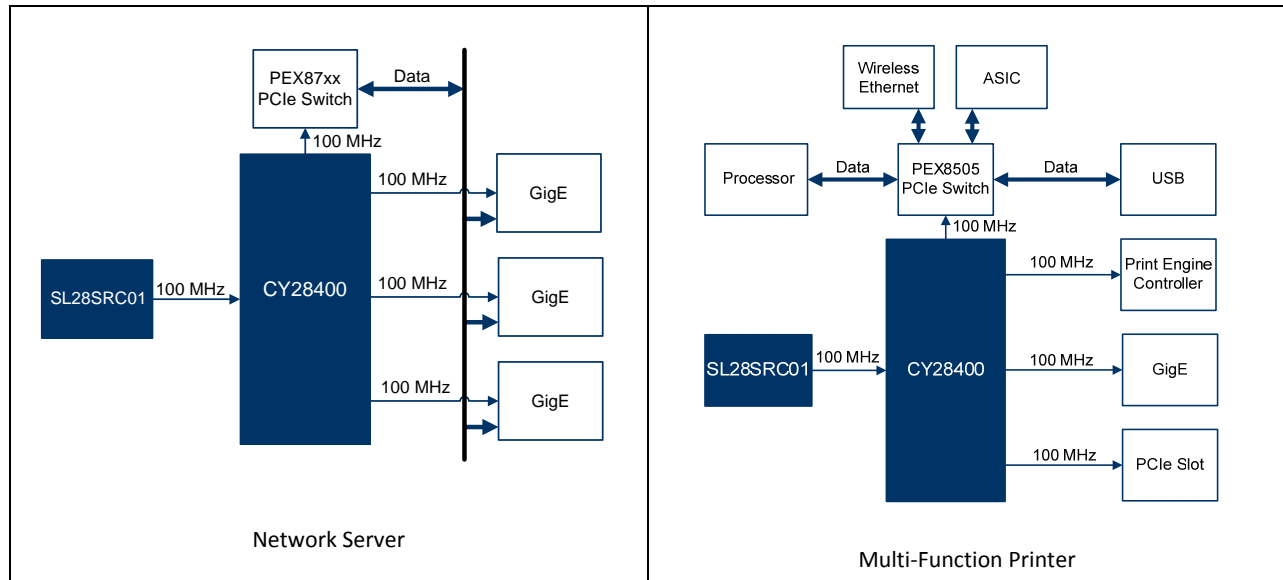 PEX87xx
PCIe Switch
Data
100 MHz
100 MHz
GigE
SL28SRC01
100 MHz
CY28400
100 MHz
GigE
100 MHz
GigE
Network Server
Wireless
Ethernet
ASIC
Processor
Data
PEX8505
PCIe Switch
Data
USB
100 MHz
100 MHz
Print Engine
Controller
SL28SRC01
100 MHz
CY28400
100 MHz
GigE
100 MHz
PCIe Slot
Multi-Function Printer